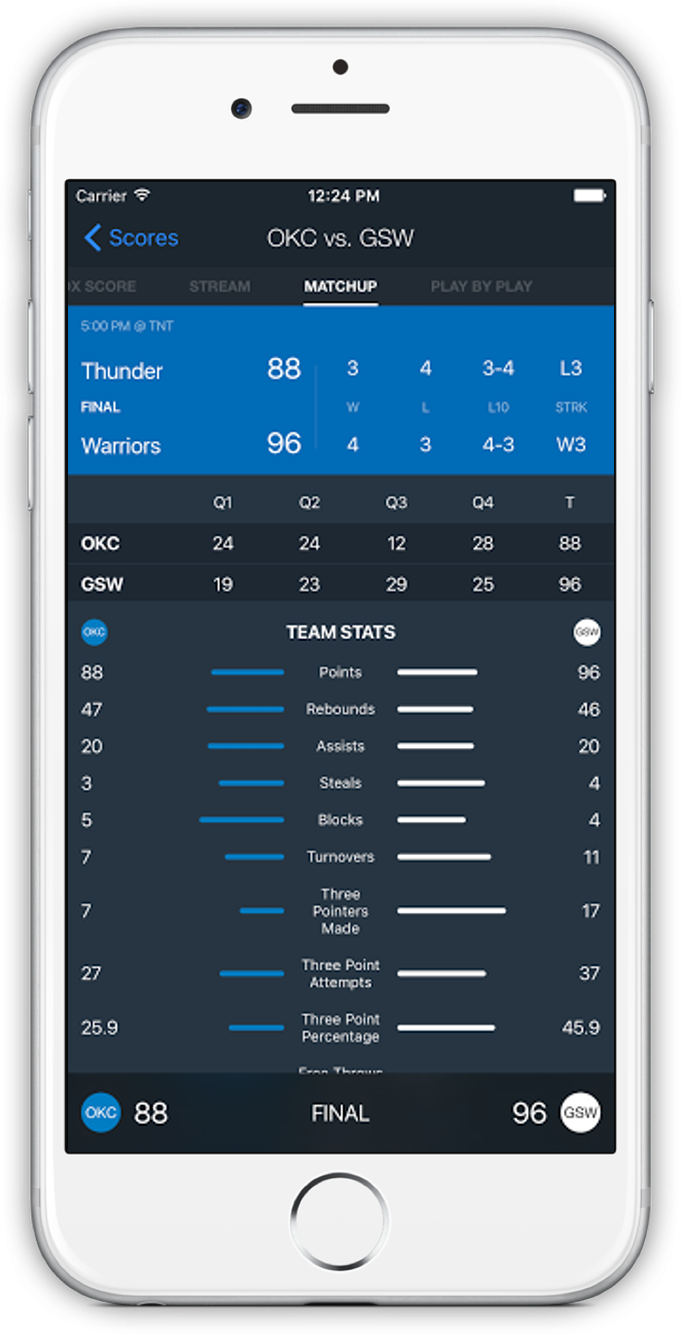 Carrier 12:24 PM
Scores OKC vs. GSW
OX SCORE STREAM MATCHUP PLAY BY PLAY
5:00 PM @ TNT
Thunder 88 3 4 3-4 L3
FINAL W L L10 STRK
Warriors 96 4 3 4-3 W3
Q1 Q2 Q3 Q4 T
OKC 24 24 12 28 88
GSW 19 23 29 25 96
OKC TEAM STATS GSW
88 Points 96
47 Rebounds 46
20 Assists 20
3 Steals 4
5 Blocks 4
7 Turnovers 11
Three
7 Pointers 17
Made
27 Three Point 37
Attempts
25.9 Three Point 45.9
Percentage
Free Throws
OKC 88 FINAL 96 GSW